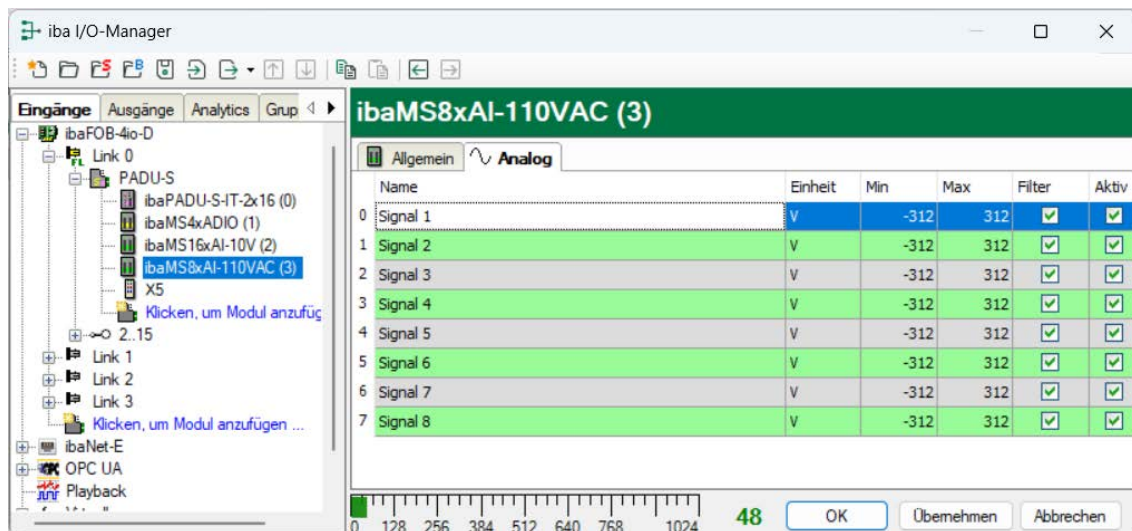 iba I/O-Manager
Eingänge Ausgänge Analytics Grup
ibaFOB-4io-D
Link 0
PADU-S
ibaPADU-S-IT-2x16 (0)
ibaMS4xADIO (1)
ibaMS16xAI-10V (2)
ibaMS8xAI-110VAC (3)
X5
Klicken, um Modul anzufüg
2..15
Link 1
Link 2
Link 3
Klicken, um Modul anzufügen ...
ibaNet-E
OPC UA
Playback
ibaMS8xAI-110VAC (3)
Allgemein Analog
Name Einheit Min Max Filter Aktiv
0 Signal 1 V -312 312
1 Signal 2 V -312 312
2 Signal 3 V -312 312
3 Signal 4 V -312 312
4 Signal 5 V -312 312
5 Signal 6 V -312 312
6 Signal 7 V -312 312
7 Signal 8 V -312 312
0 128 256 384 512 640 768 1024
48 OK Übernehmen Abbrechen